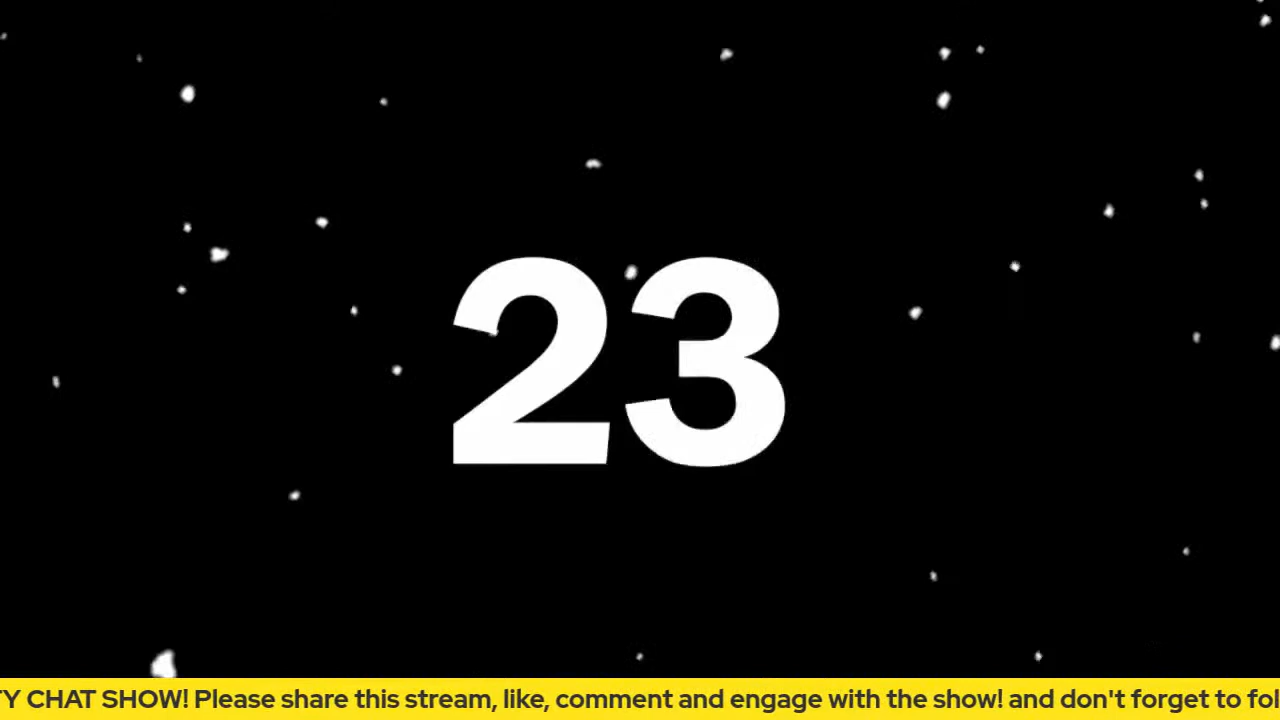 23
CHAT SHOW! Please share this stream, like, comment and engage with the show! and don't forget to